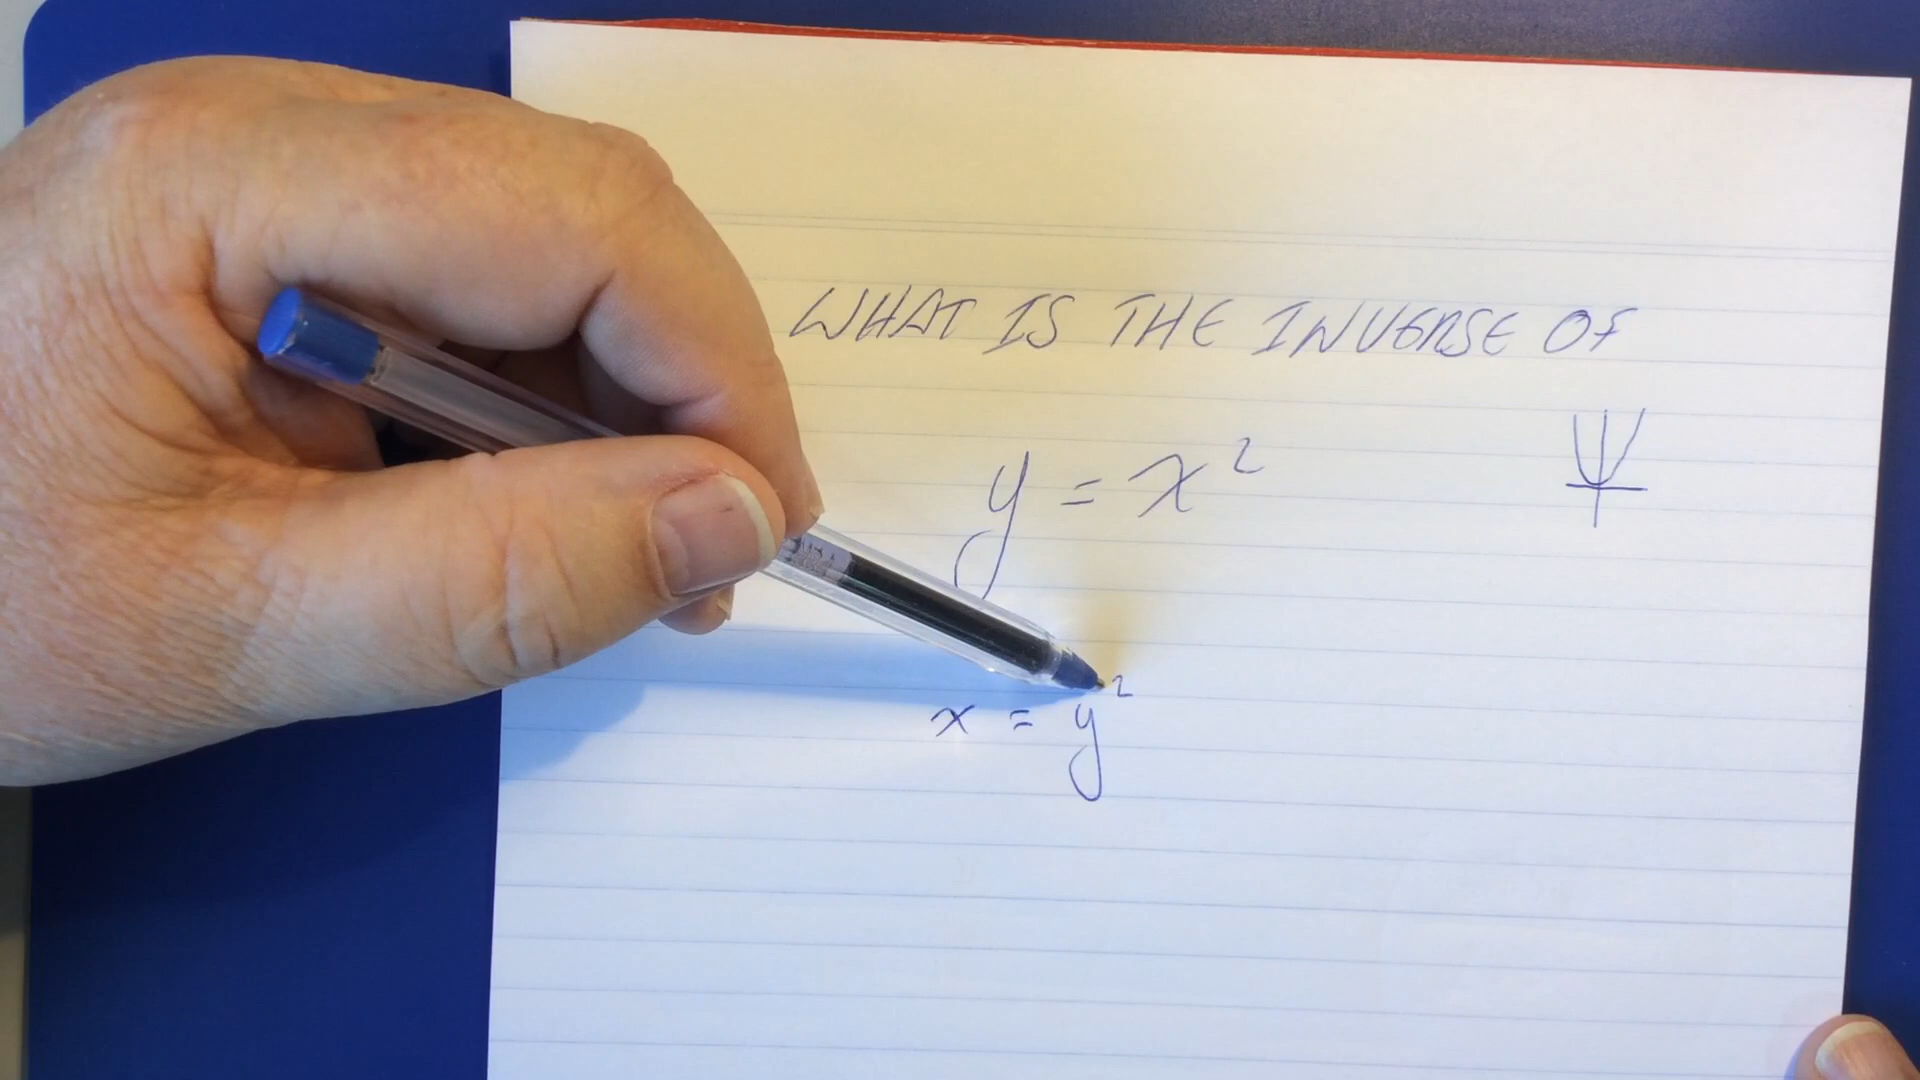 WHAT IS THE INVERSE OF
y = x²
x = y²